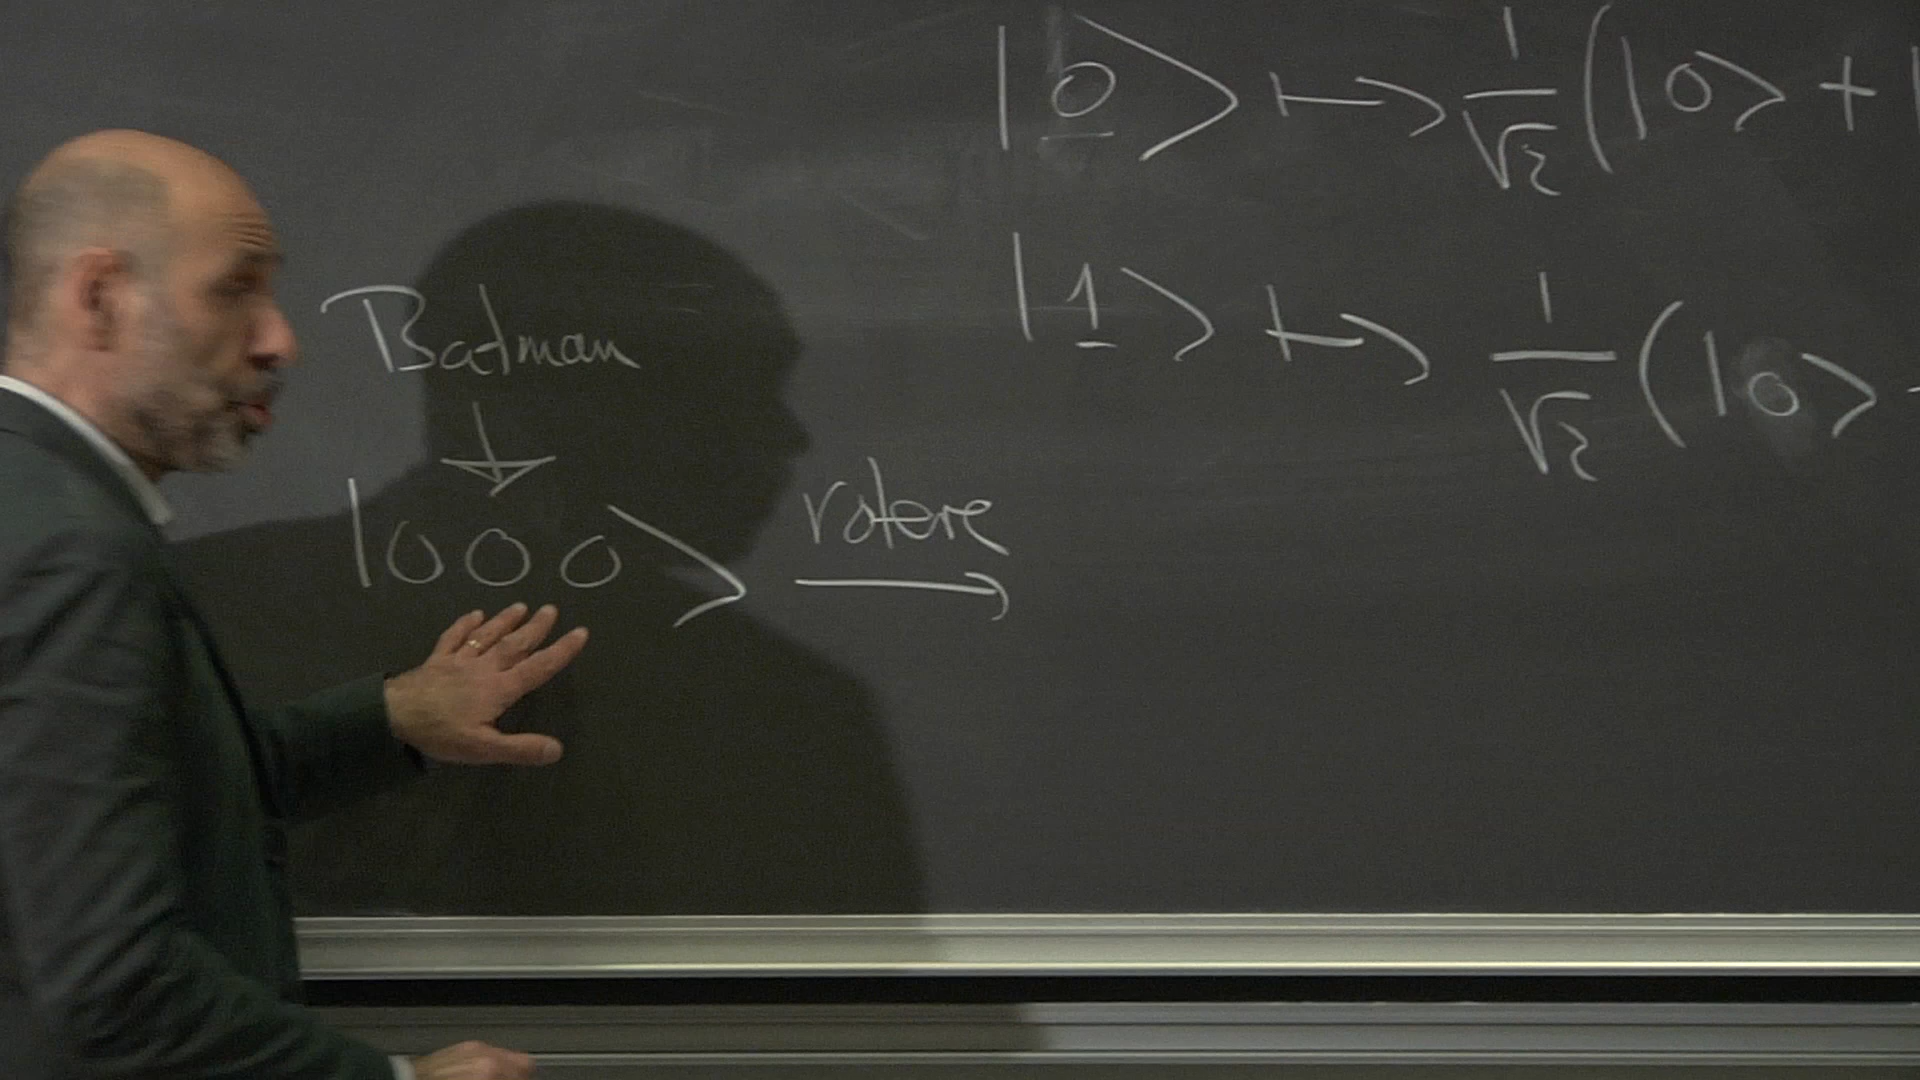 |0> ↦ 1/√2 (|0> + |
|1> ↦ 1/√2 (|0> -
Batman
↓
|000> rotere →